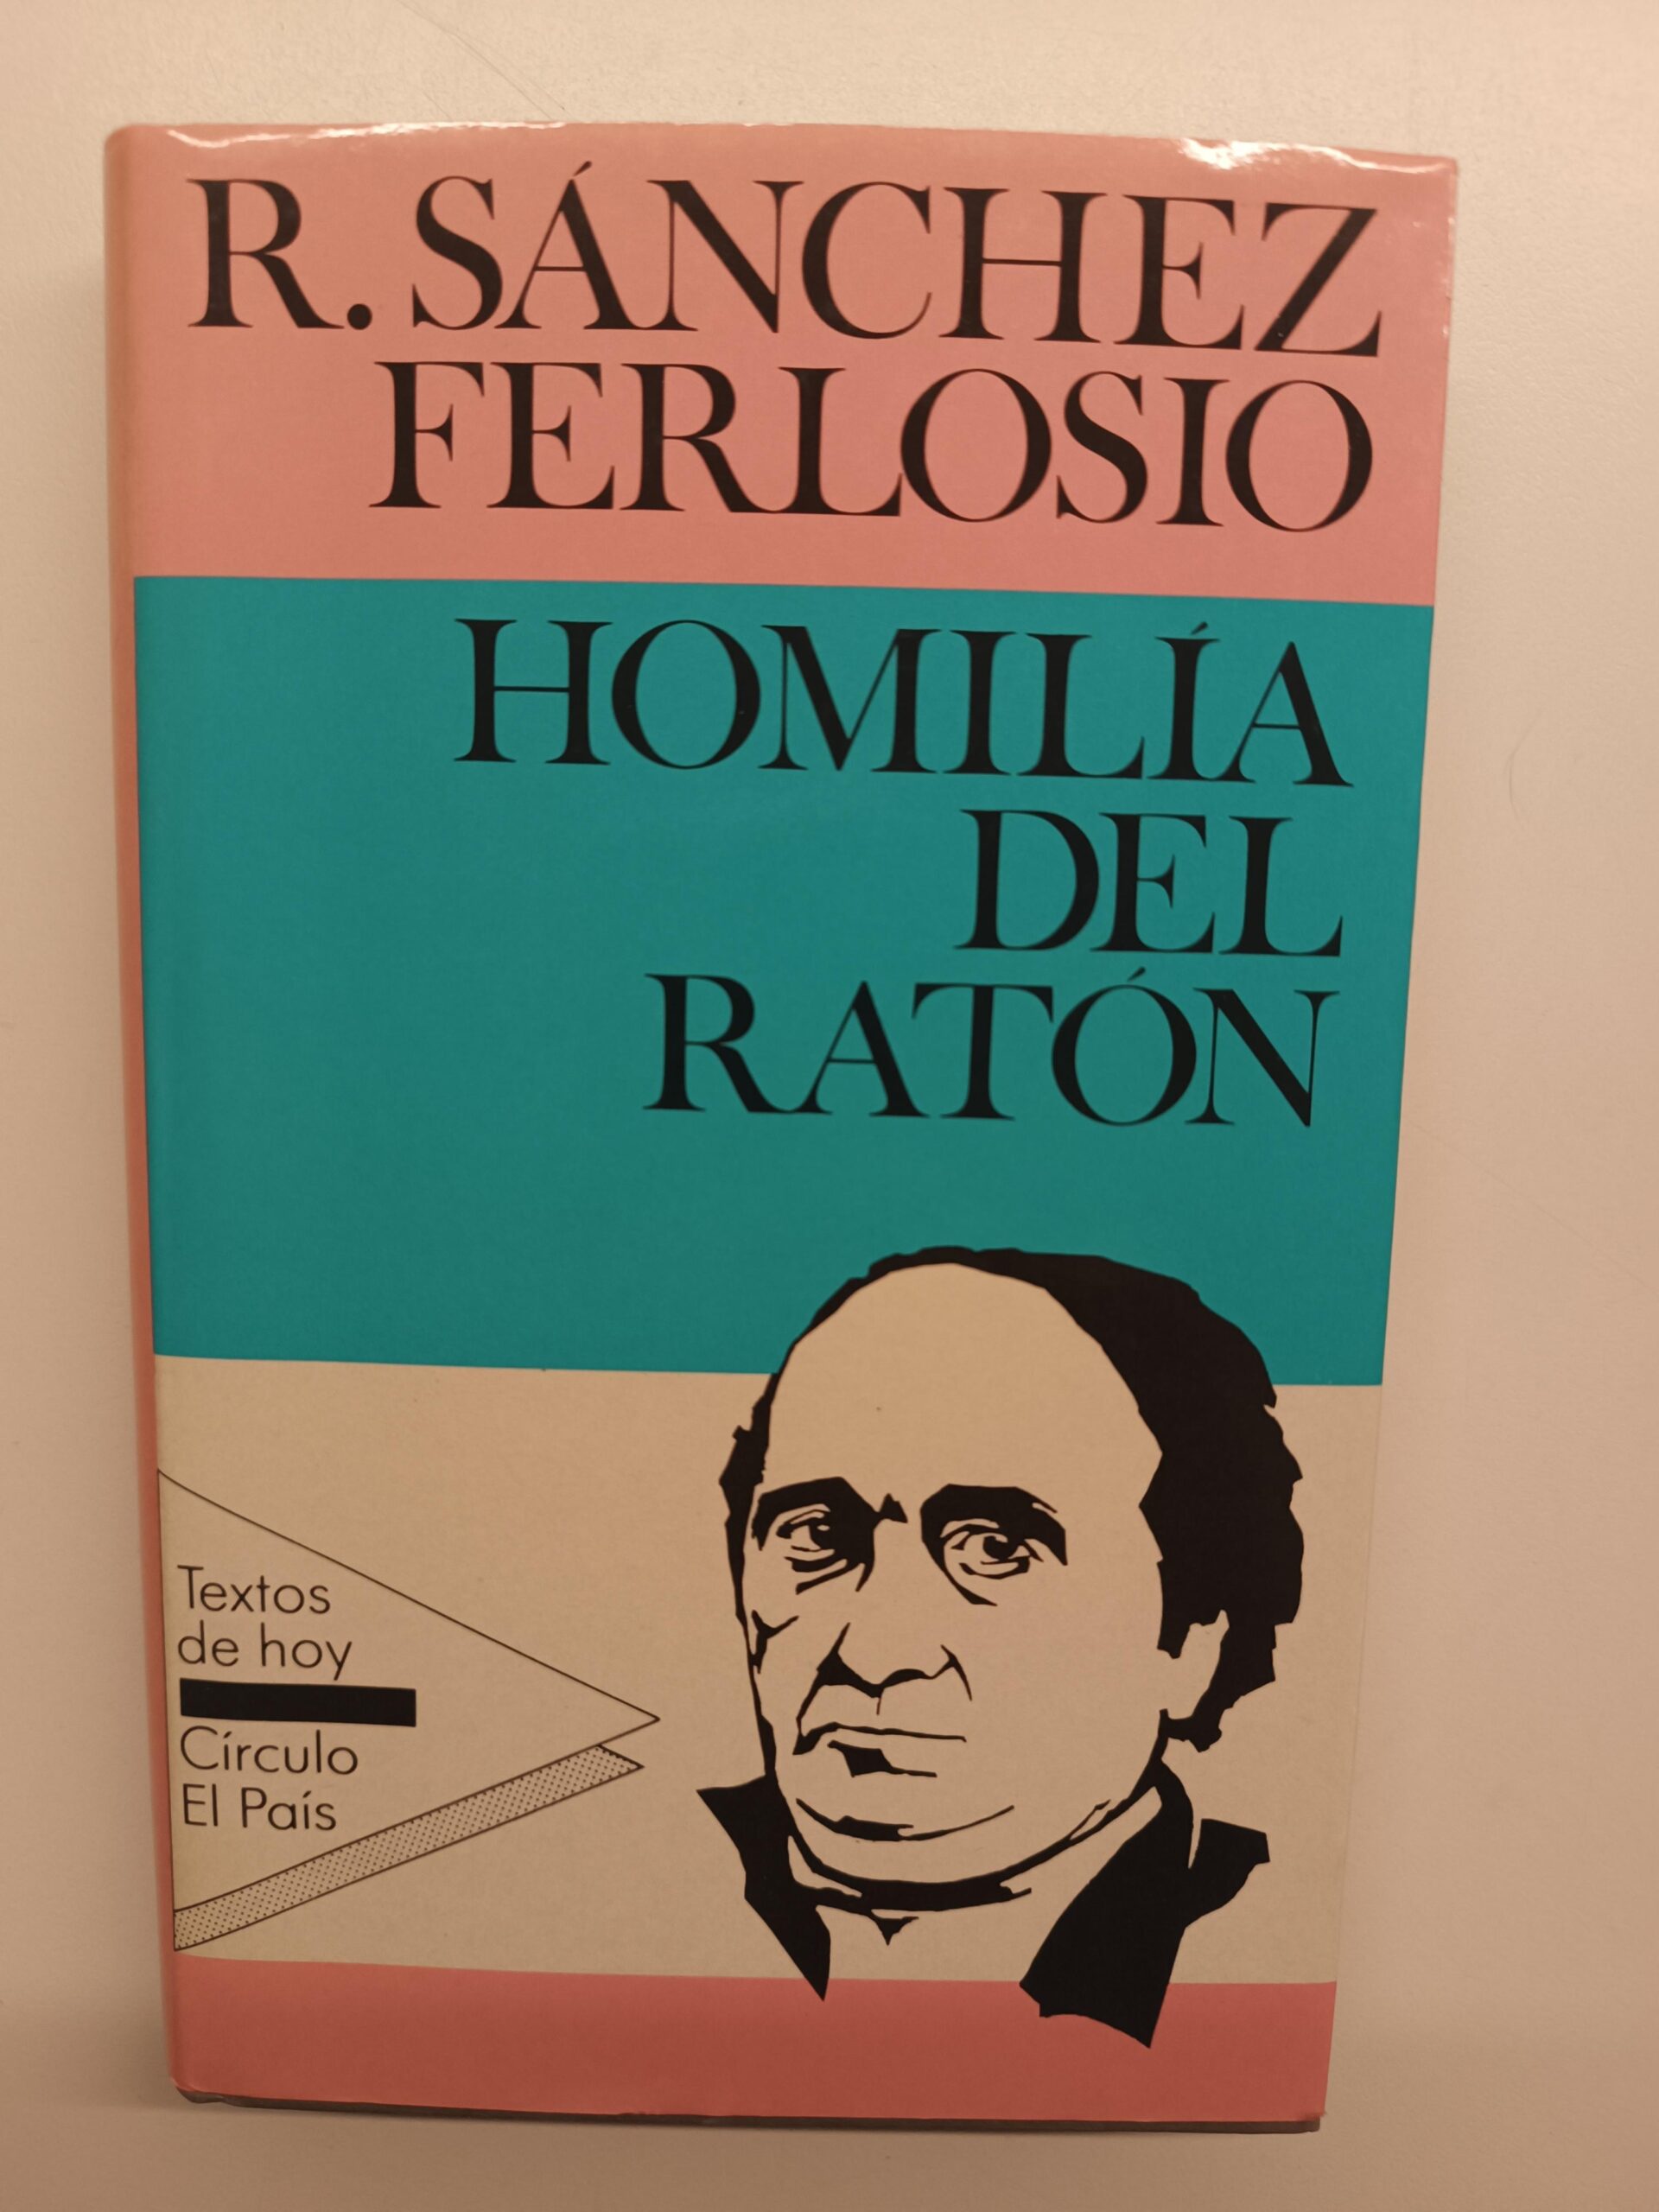 R. SÁNCHEZ
FERLOSIO
HOMILÍA
DEL
RATÓN
Textos
de hoy
Círculo
El País